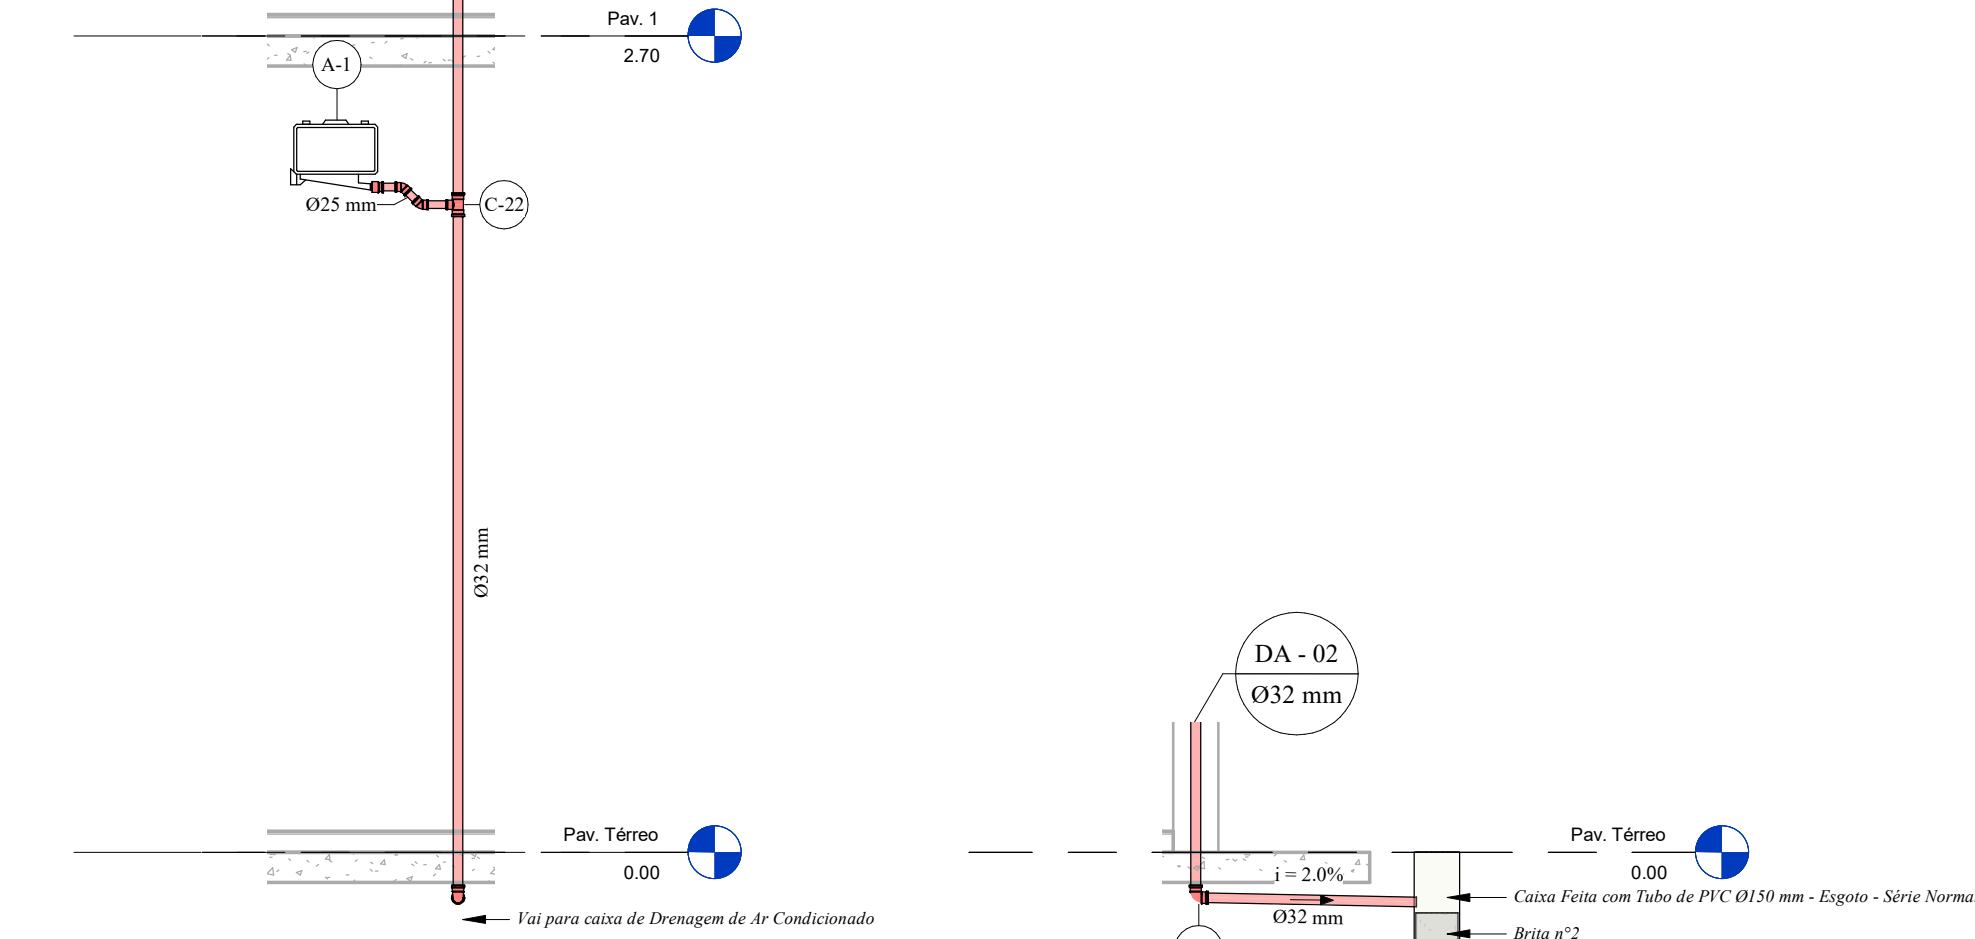 Pav. 1
2.70
A-1
Ø25 mm
C-22
Ø32 mm
DA - 02
Ø32 mm
Pav. Térreo
0.00
Vai para caixa de Drenagem de Ar Condicionado
i = 2.0%
Ø32 mm
Pav. Térreo
0.00
Caixa Feita com Tubo de PVC Ø150 mm - Esgoto - Série Norma
Brita n°2